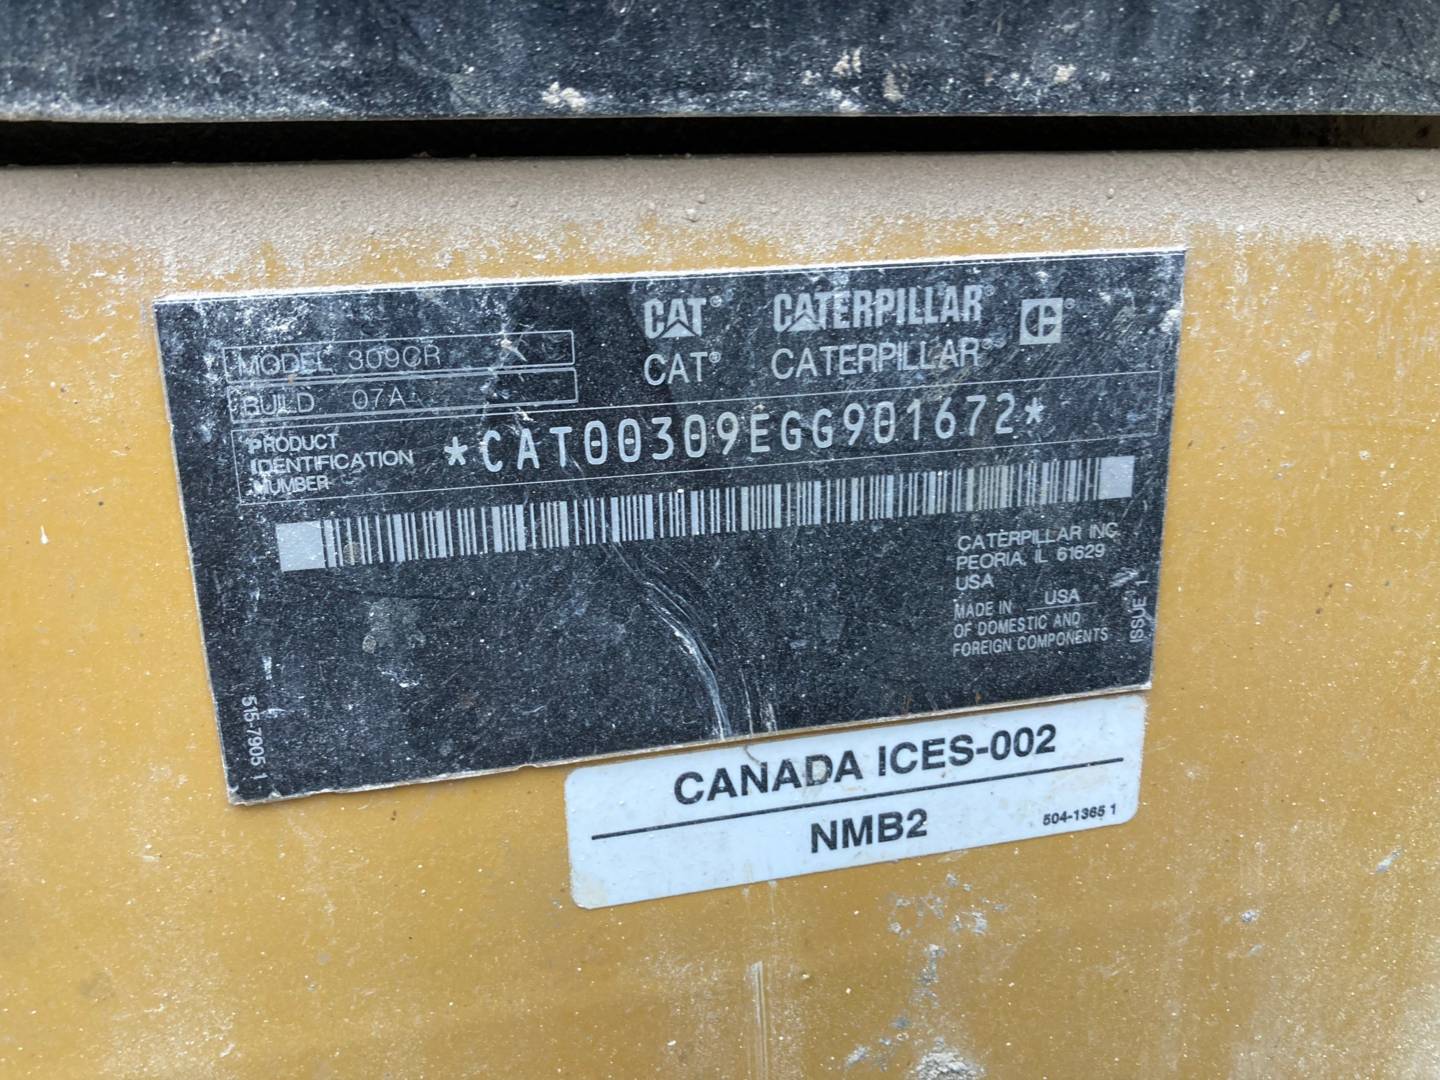 CAT® CATERPILLAR®
CAT® CATERPILLAR®
MODEL 309CR
BUILD 07A
PRODUCT
IDENTIFICATION
NUMBER
*CAT00309EGG901672*
CATERPILLAR INC.
PEORIA, IL 61629
USA
MADE IN USA
OF DOMESTIC AND
FOREIGN COMPONENTS
ISSUE 1
515-7905 1
CANADA ICES-002
NMB2
504-1365 1